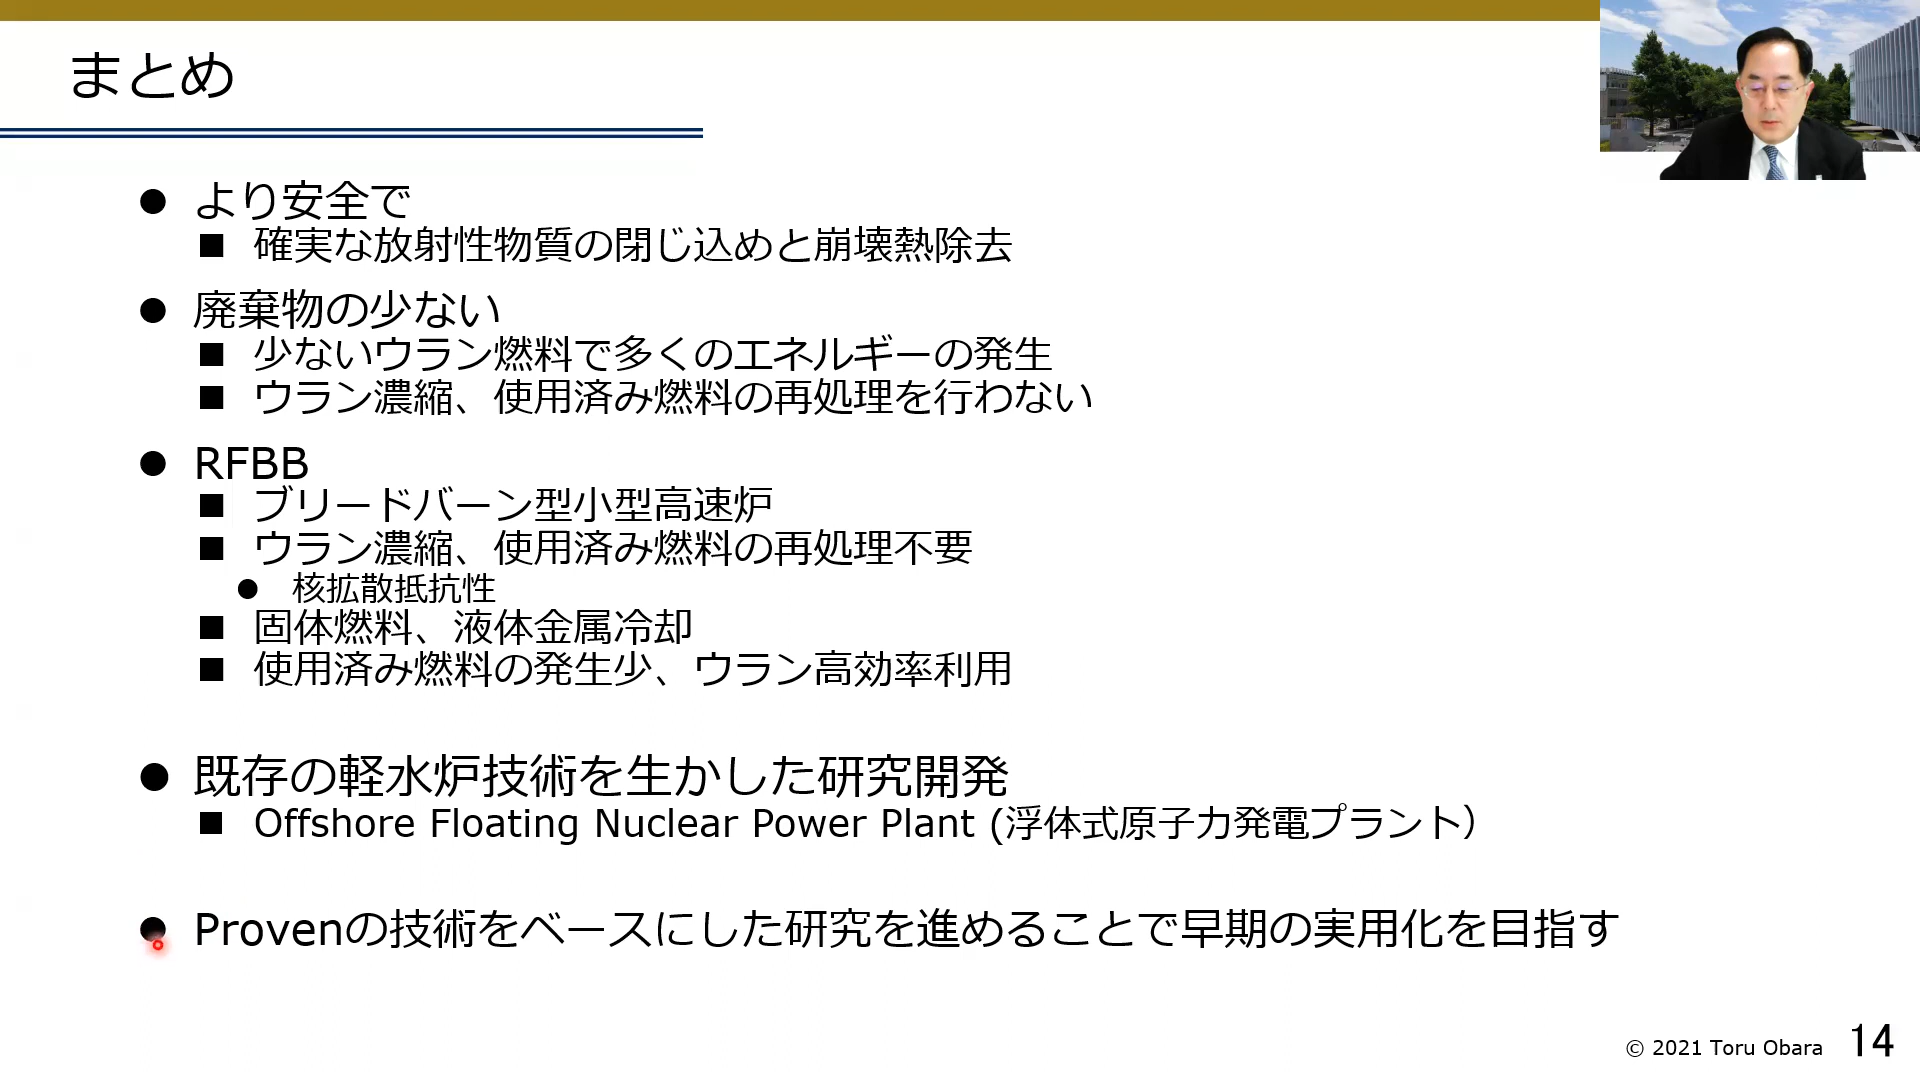 まとめ
より安全で
確実な放射性物質の閉じ込めと崩壊熱除去
廃棄物の少ない
少ないウラン燃料で多くのエネルギーの発生
ウラン濃縮、使用済み燃料の再処理を行わない
RFBB
ブリードバーン型小型高速炉
ウラン濃縮、使用済み燃料の再処理不要
核拡散抵抗性
固体燃料、液体金属冷却
使用済み燃料の発生少、ウラン高効率利用
既存の軽水炉技術を生かした研究開発
Offshore Floating Nuclear Power Plant (浮体式原子力発電プラント）
Provenの技術をベースにした研究を進めることで早期の実用化を目指す
© 2021 Toru Obara 14